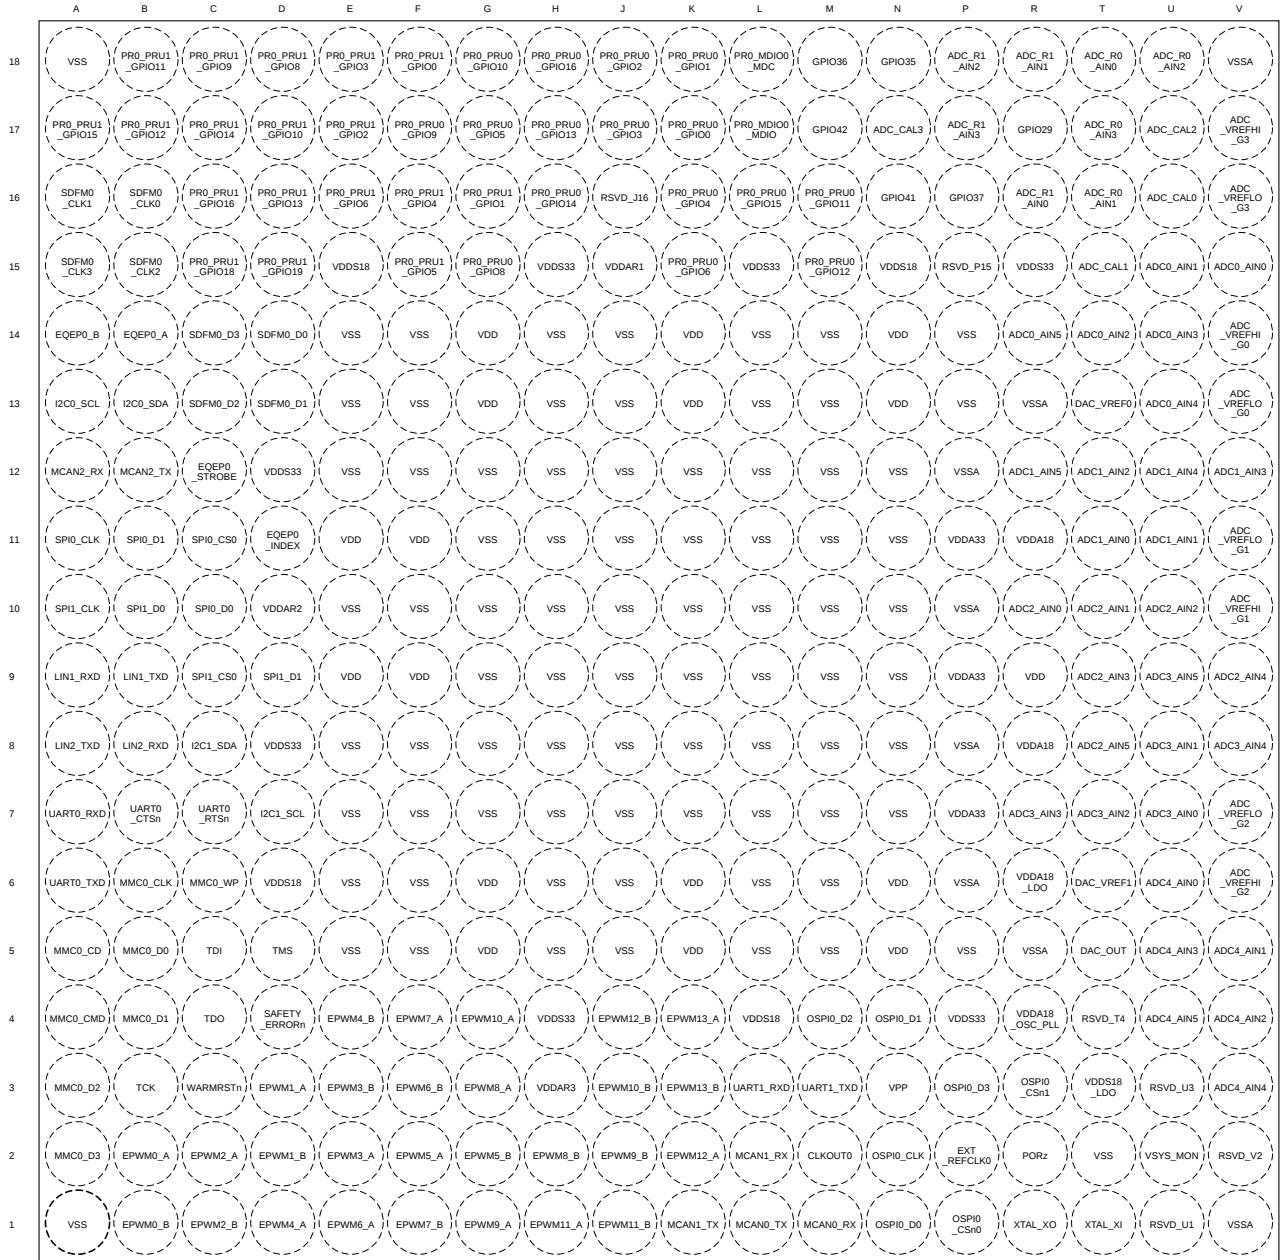 A B C D E F G H J K L M N P R T U V
18 VSS PR0_PRU1_GPIO11 PR0_PRU1_GPIO9 PR0_PRU1_GPIO8 PR0_PRU1_GPIO3 PR0_PRU1_GPIO0 PR0_PRU0_GPIO10 PR0_PRU0_GPIO16 PR0_PRU0_GPIO2 PR0_PRU0_GPIO1 PR0_MDIO0_MDC GPIO36 GPIO35 ADC_R1_AIN2 ADC_R1_AIN1 ADC_R0_AIN0 ADC_R0_AIN2 VSSA
17 PR0_PRU1_GPIO15 PR0_PRU1_GPIO12 PR0_PRU1_GPIO14 PR0_PRU1_GPIO10 PR0_PRU1_GPIO2 PR0_PRU0_GPIO9 PR0_PRU0_GPIO5 PR0_PRU0_GPIO13 PR0_PRU0_GPIO3 PR0_PRU0_GPIO0 PR0_MDIO0_MDIO GPIO42 ADC_CAL3 ADC_R1_AIN3 GPIO29 ADC_R0_AIN3 ADC_CAL2 ADC_VREFHI_G3
16 SDFM0_CLK1 SDFM0_CLK0 PR0_PRU1_GPIO16 PR0_PRU1_GPIO13 PR0_PRU1_GPIO6 PR0_PRU1_GPIO4 PR0_PRU1_GPIO1 PR0_PRU0_GPIO14 RSVD_J16 PR0_PRU0_GPIO4 PR0_PRU0_GPIO15 PR0_PRU0_GPIO11 GPIO41 GPIO37 ADC_R1_AIN0 ADC_R0_AIN1 ADC_CAL0 ADC_VREFLO_G3
15 SDFM0_CLK3 SDFM0_CLK2 PR0_PRU1_GPIO18 PR0_PRU1_GPIO19 VDDS18 PR0_PRU1_GPIO5 PR0_PRU0_GPIO8 VDDS33 VDDAR1 PR0_PRU0_GPIO6 VDDS33 PR0_PRU0_GPIO12 VDDS18 RSVD_P15 VDDS33 ADC_CAL1 ADC0_AIN1 ADC0_AIN0
14 EQEP0_B EQEP0_A SDFM0_D3 SDFM0_D0 VSS VSS VDD VSS VSS VDD VSS VSS VDD VSS ADC0_AIN5 ADC0_AIN2 ADC0_AIN3 ADC_VREFHI_G0
13 I2C0_SCL I2C0_SDA SDFM0_D2 SDFM0_D1 VSS VSS VDD VSS VSS VDD VSS VSS VDD VSS VSSA DAC_VREF0 ADC0_AIN4 ADC_VREFLO_G0
12 MCAN2_RX MCAN2_TX EQEP0_STROBE VDDS33 VSS VSS VSS VSS VSS VSS VSS VSS VSS VSSA ADC1_AIN5 ADC1_AIN2 ADC1_AIN4 ADC1_AIN3
11 SPI0_CLK SPI0_D1 SPI0_CS0 EQEP0_INDEX VDD VDD VSS VSS VSS VSS VSS VSS VSS VDDA33 VDDA18 ADC1_AIN0 ADC1_AIN1 ADC_VREFLO_G1
10 SPI1_CLK SPI1_D0 SPI0_D0 VDDAR2 VSS VSS VSS VSS VSS VSS VSS VSS VSS VSSA ADC2_AIN0 ADC2_AIN1 ADC2_AIN2 ADC_VREFHI_G1
9 LIN1_RXD LIN1_TXD SPI1_CS0 SPI1_D1 VDD VDD VSS VSS VSS VSS VSS VSS VSS VDDA33 VDD ADC2_AIN3 ADC3_AIN5 ADC2_AIN4
8 LIN2_TXD LIN2_RXD I2C1_SDA VDDS33 VSS VSS VSS VSS VSS VSS VSS VSS VSS VSSA VDDA18 ADC2_AIN5 ADC3_AIN1 ADC3_AIN4
7 UART0_RXD UART0_CTSn UART0_RTSn I2C1_SCL VSS VSS VSS VSS VSS VSS VSS VSS VSS VDDA33 ADC3_AIN3 ADC3_AIN2 ADC3_AIN0 ADC_VREFLO_G2
6 UART0_TXD MMC0_CLK MMC0_WP VDDS18 VSS VSS VDD VSS VSS VDD VSS VSS VDD VSSA VDDA18_LDO DAC_VREF1 ADC4_AIN0 ADC_VREFHI_G2
5 MMC0_CD MMC0_D0 TDI TMS VSS VSS VDD VSS VSS VDD VSS VSS VDD VSS VSSA DAC_OUT ADC4_AIN3 ADC4_AIN1
4 MMC0_CMD MMC0_D1 TDO SAFETY_ERRORn EPWM4_B EPWM7_A EPWM10_A VDDS33 EPWM12_B EPWM13_A VDDS18 OSPI0_D2 OSPI0_D1 VDDS33 VDDA18_OSC_PLL RSVD_T4 ADC4_AIN5 ADC4_AIN2
3 MMC0_D2 TCK WARMRSTn EPWM1_A EPWM3_B EPWM6_B EPWM8_A VDDAR3 EPWM10_B EPWM13_B UART1_RXD UART1_TXD VPP OSPI0_D3 OSPI0_CSn1 VDDS18_LDO RSVD_U3 ADC4_AIN4
2 MMC0_D3 EPWM0_A EPWM2_A EPWM1_B EPWM3_A EPWM5_A EPWM5_B EPWM8_B EPWM9_B EPWM12_A MCAN1_RX CLKOUT0 OSPI0_CLK EXT_REFCLK0 PORz VSS VSYS_MON RSVD_V2
1 VSS EPWM0_B EPWM2_B EPWM4_A EPWM6_A EPWM7_B EPWM9_A EPWM11_A EPWM11_B MCAN1_TX MCAN0_TX MCAN0_RX OSPI0_D0 OSPI0_CSn0 XTAL_XO XTAL_XI RSVD_U1 VSSA